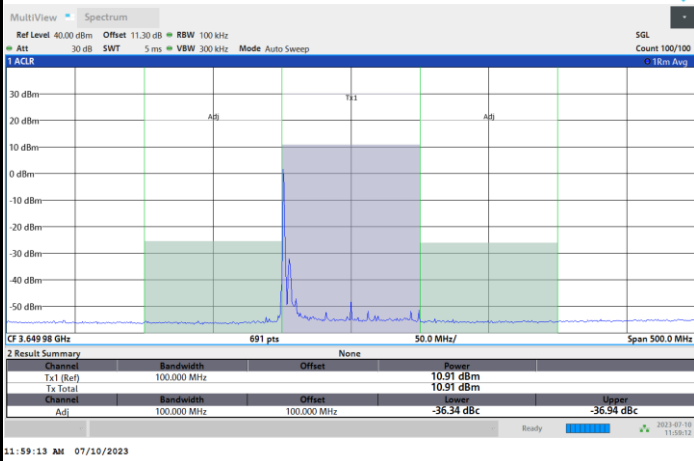 MultiView Spectrum
Ref Level 40.00 dBm Offset 11.30 dB RBW 100 kHz SGL
Att 30 dB SWT 5 ms VBW 300 kHz Mode Auto Sweep Count 100/100
1 ACLR 1Rm Avg
30 dBm
Tx1
20 dBm Adj Adj
10 dBm
0 dBm
-10 dBm
-20 dBm
-30 dBm
-40 dBm
-50 dBm
CF 3.64998 GHz 691 pts 50.0 MHz/ Span 500.0 MHz
2 Result Summary None
Channel Bandwidth Offset Power
Tx1 (Ref) 100.000 MHz 10.91 dBm
Tx Total 10.91 dBm
Channel Bandwidth Offset Lower Upper
Adj 100.000 MHz 100.000 MHz -36.34 dBc -36.94 dBc
Ready 2023-07-10
11:59:12
11:59:13 AM 07/10/2023